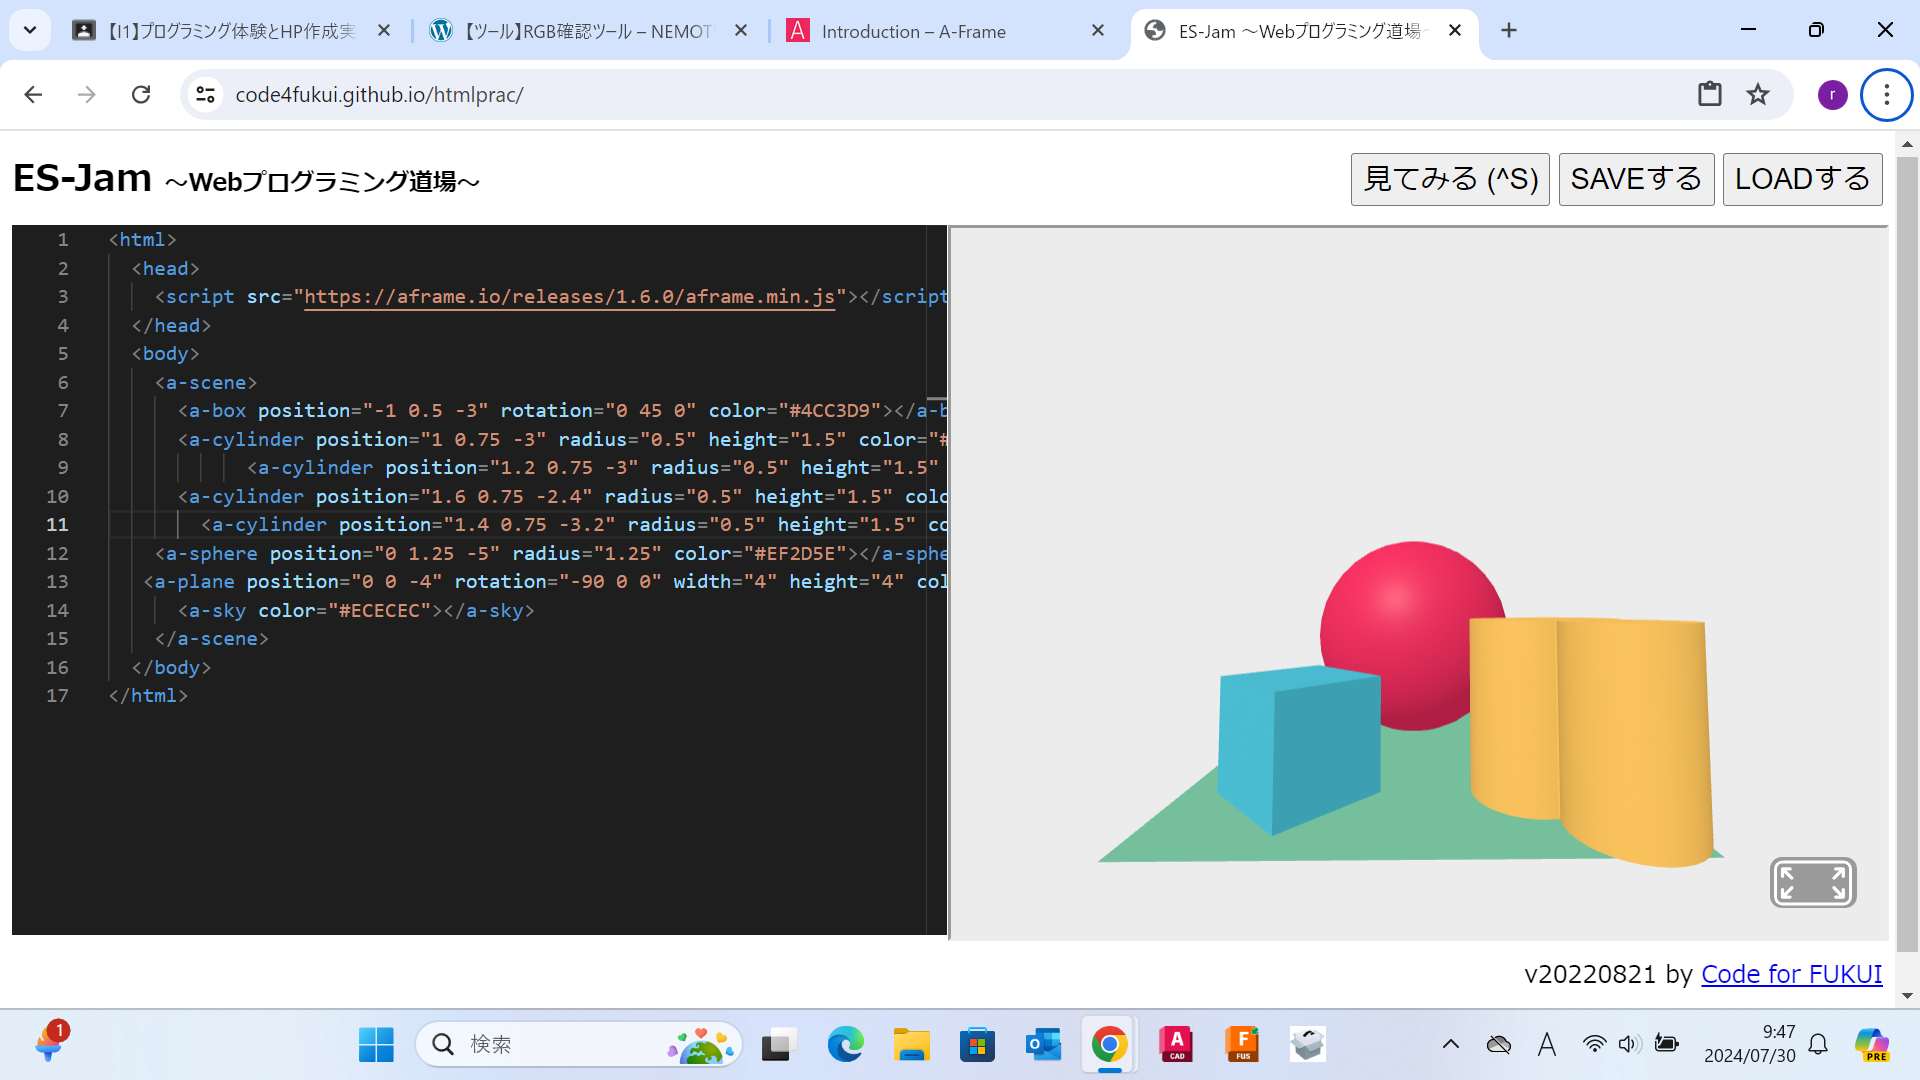 【I1】プログラミング体験とHP作成実
【ツール】RGB確認ツール – NEMOT
Introduction – A-Frame
ES-Jam ～Webプログラミング道場～
code4fukui.github.io/htmlprac/
r
ES-Jam ～Webプログラミング道場～
見てみる (^S)
SAVEする
LOADする
1 <html>
2 <head>
3 <script src="https://aframe.io/releases/1.6.0/aframe.min.js"></script
4 </head>
5 <body>
6 <a-scene>
7 <a-box position="-1 0.5 -3" rotation="0 45 0" color="#4CC3D9"></a-b
8 <a-cylinder position="1 0.75 -3" radius="0.5" height="1.5" color="#
9 <a-cylinder position="1.2 0.75 -3" radius="0.5" height="1.5"
10 <a-cylinder position="1.6 0.75 -2.4" radius="0.5" height="1.5" colo
11 <a-cylinder position="1.4 0.75 -3.2" radius="0.5" height="1.5" co
12 <a-sphere position="0 1.25 -5" radius="1.25" color="#EF2D5E"></a-sphe
13 <a-plane position="0 0 -4" rotation="-90 0 0" width="4" height="4" col
14 <a-sky color="#ECECEC"></a-sky>
15 </a-scene>
16 </body>
17 </html>
v20220821 by Code for FUKUI
1
検索
A CAD
F FUS
A
9:47
2024/07/30
PRE